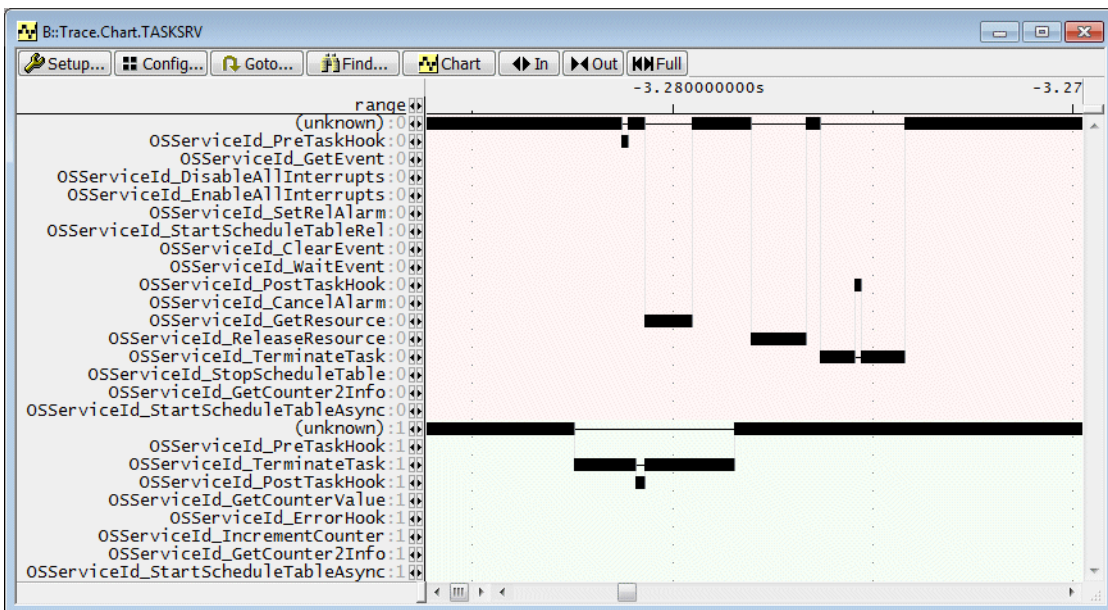 B::Trace.Chart.TASKSRV
Setup... Config... Goto... Find... Chart In Out Full
-3.280000000s -3.27
range
(unknown):0
OSServiceId_PreTaskHook:0
OSServiceId_GetEvent:0
OSServiceId_DisableAllInterrupts:0
OSServiceId_EnableAllInterrupts:0
OSServiceId_SetRelAlarm:0
OSServiceId_StartScheduleTableRel:0
OSServiceId_ClearEvent:0
OSServiceId_WaitEvent:0
OSServiceId_PostTaskHook:0
OSServiceId_CancelAlarm:0
OSServiceId_GetResource:0
OSServiceId_ReleaseResource:0
OSServiceId_TerminateTask:0
OSServiceId_StopScheduleTable:0
OSServiceId_GetCounter2Info:0
OSServiceId_StartScheduleTableAsync:0
(unknown):1
OSServiceId_PreTaskHook:1
OSServiceId_TerminateTask:1
OSServiceId_PostTaskHook:1
OSServiceId_GetCounterValue:1
OSServiceId_ErrorHook:1
OSServiceId_IncrementCounter:1
OSServiceId_GetCounter2Info:1
OSServiceId_StartScheduleTableAsync:1